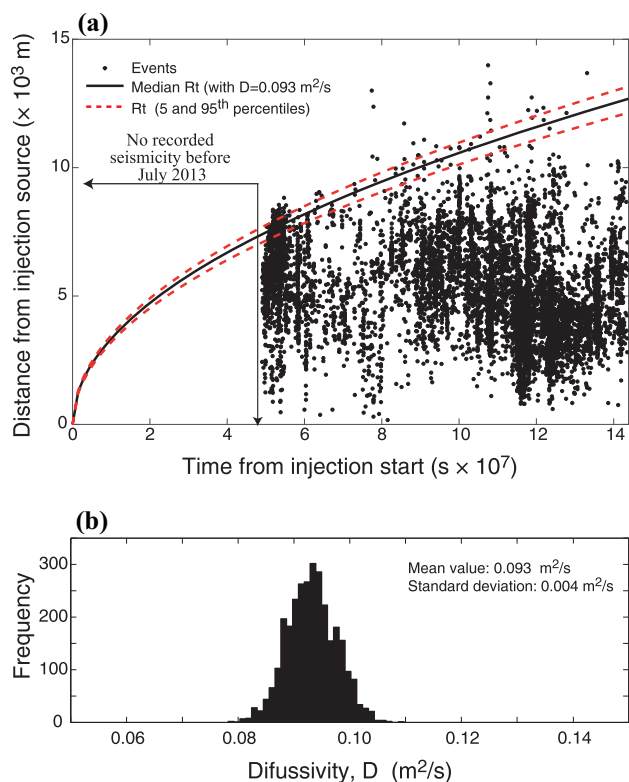 (a)
15
10
5
0
Distance from injection source (× 10³ m)
Events
Median Rt (with D=0.093 m²/s
Rt (5 and 95th percentiles)
No recorded
seismicity before
July 2013
0 2 4 6 8 10 12 14
Time from injection start (s × 10⁷)
(b)
300
200
100
0
Frequency
Mean value: 0.093 m²/s
Standard deviation: 0.004 m²/s
0.06 0.08 0.10 0.12 0.14
Difussivity, D (m²/s)